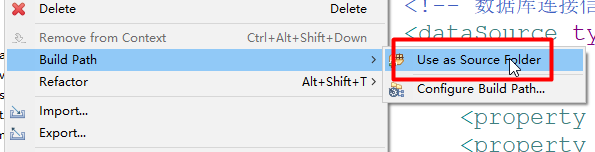 Delete Delete
Remove from Context Ctrl+Alt+Shift+Down
Build Path
Refactor Alt+Shift+T
Import...
Export...
Use as Source Folder
Configure Build Path...
<!-- 数据库连接信
<dataSource ty
<property
<property